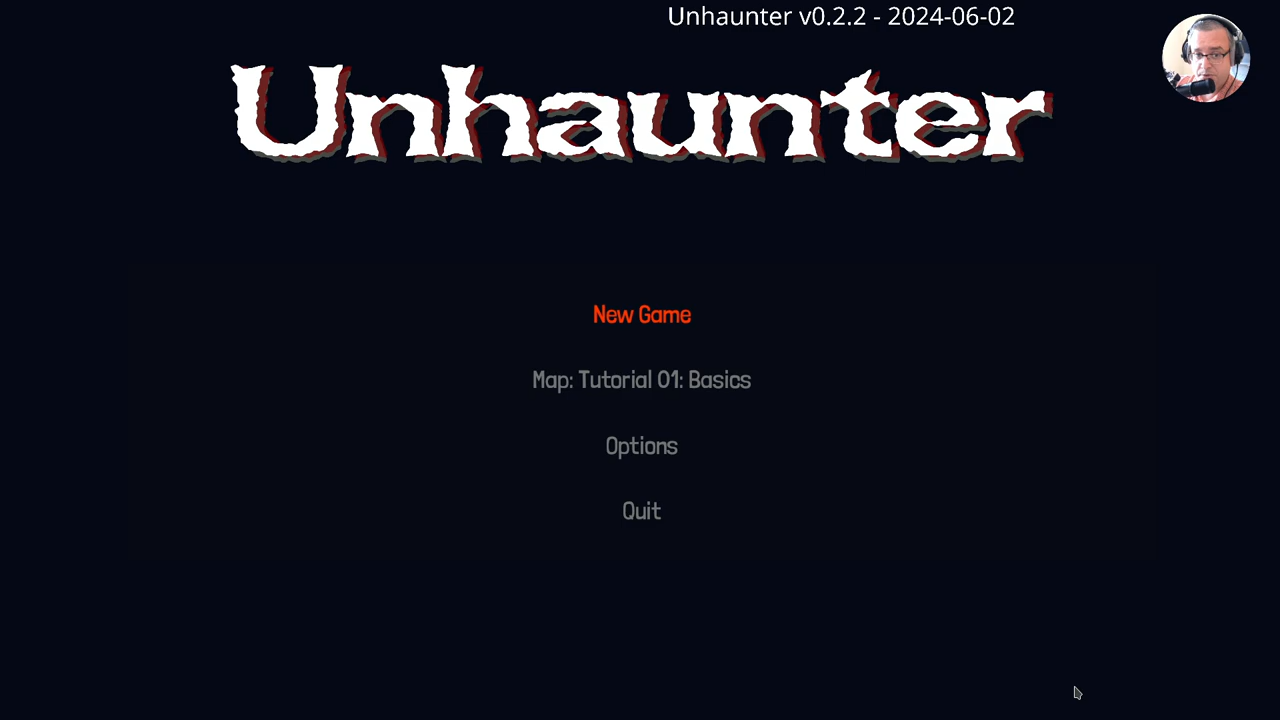 Unhaunter v0.2.2 - 2024-06-02
Unhaunter
New Game
Map: Tutorial 01: Basics
Options
Quit